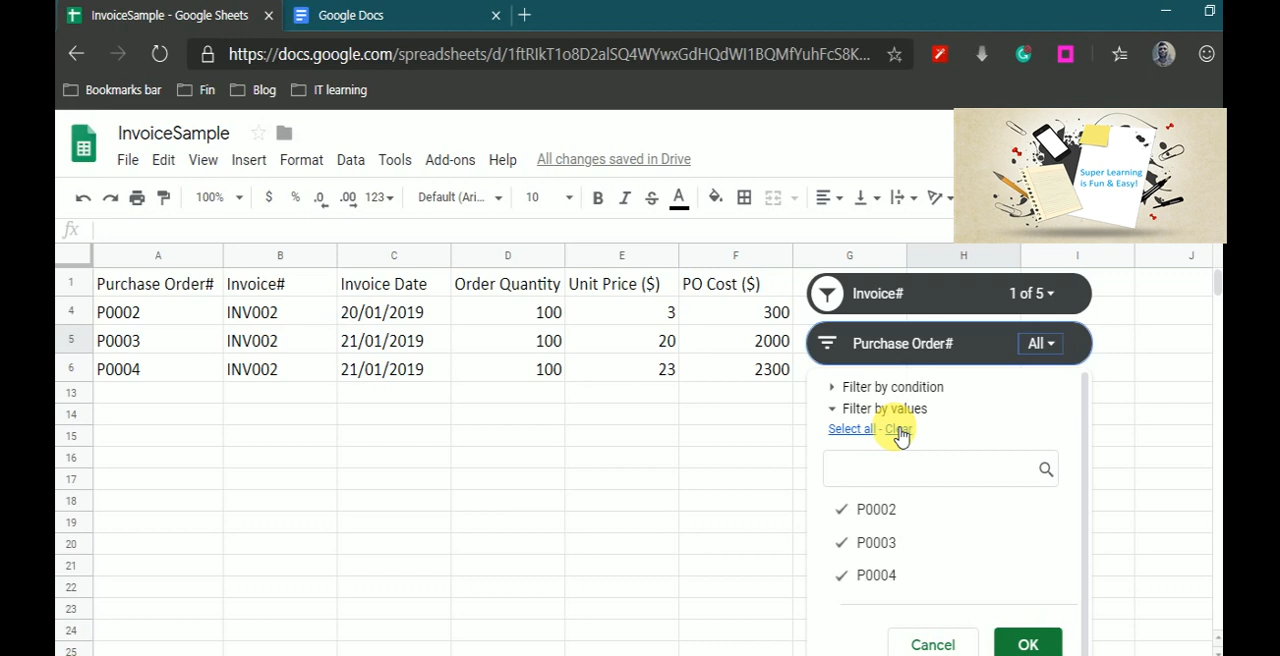 InvoiceSample - Google Sheets
Google Docs
https://docs.google.com/spreadsheets/d/1ftRIkT1o8D2alSQ4WYwxGdHQdWI1BQMfYuhFcS8K...
Bookmarks bar Fin Blog IT learning
InvoiceSample
File Edit View Insert Format Data Tools Add-ons Help All changes saved in Drive
Super Learning
is Fun & Easy!
100% $ % .0 .00 123 Default (Ari... 10 B I S A
fx
A B C D E F G H I J
1 Purchase Order# Invoice# Invoice Date Order Quantity Unit Price ($) PO Cost ($)
4 P0002 INV002 20/01/2019 100 3 300
5 P0003 INV002 21/01/2019 100 20 2000
6 P0004 INV002 21/01/2019 100 23 2300
13
14
15
16
17
18
19
20
21
22
23
24
25
Invoice# 1 of 5
Purchase Order# All
Filter by condition
Filter by values
Select all - Clear
P0002
P0003
P0004
Cancel OK